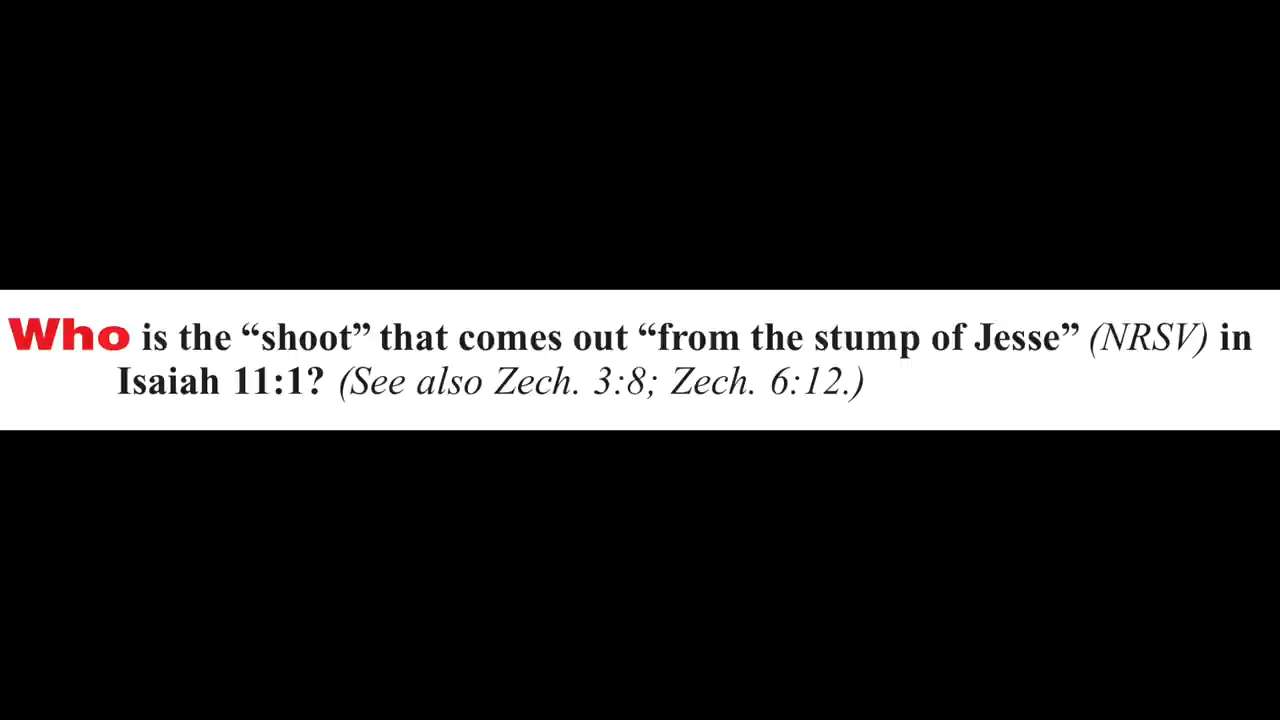 Who is the “shoot” that comes out “from the stump of Jesse” (NRSV) in
Isaiah 11:1? (See also Zech. 3:8; Zech. 6:12.)